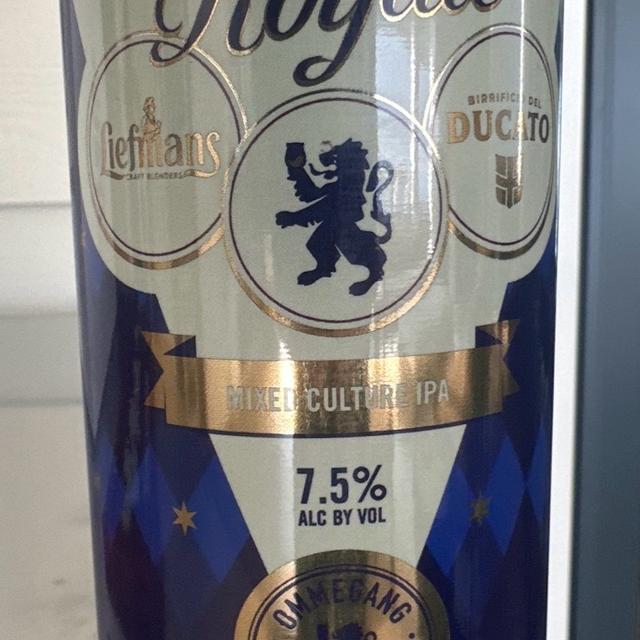 Royale
Liefmans
CRAFT BLENDERS
BIRRIFICIO DEL
DUCATO
MIXED CULTURE IPA
7.5%
ALC BY VOL
OMMEGANG